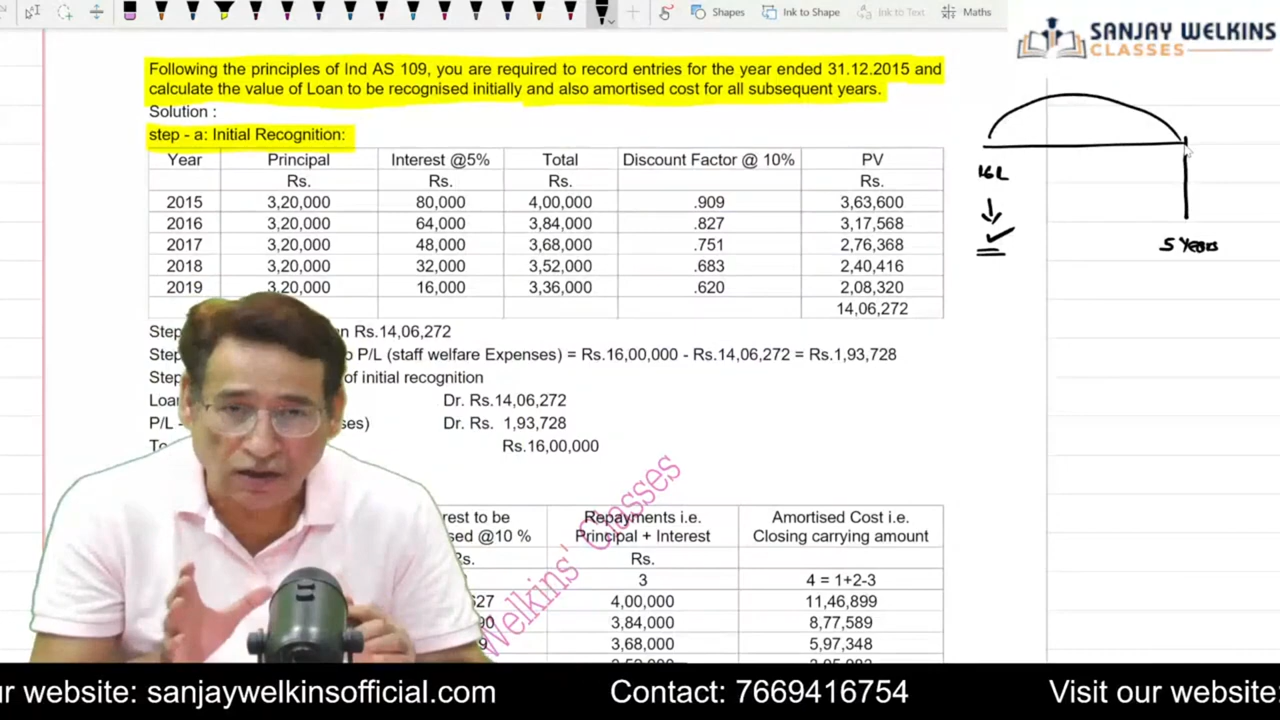 Shapes Ink to Shape Ink to Text Maths
SANJAY WELKINS
CLASSES
Following the principles of Ind AS 109, you are required to record entries for the year ended 31.12.2015 and
calculate the value of Loan to be recognised initially and also amortised cost for all subsequent years.
Solution :
step - a: Initial Recognition:
Year Principal Interest @5% Total Discount Factor @ 10% PV
Rs. Rs. Rs. Rs.
2015 3,20,000 80,000 4,00,000 .909 3,63,600
2016 3,20,000 64,000 3,84,000 .827 3,17,568
2017 3,20,000 48,000 3,68,000 .751 2,76,368
2018 3,20,000 32,000 3,52,000 .683 2,40,416
2019 3,20,000 16,000 3,36,000 .620 2,08,320
14,06,272
16L
5 Years
Step Rs.14,06,272
Step P/L (staff welfare Expenses) = Rs.16,00,000 - Rs.14,06,272 = Rs.1,93,728
Step of initial recognition
Loan Dr. Rs.14,06,272
P/L - Dr. Rs. 1,93,728
To Rs.16,00,000
to be Repayments i.e. Amortised Cost i.e.
@10 % Principal + Interest Closing carrying amount
Rs. Rs.
3 4 = 1+2-3
4,00,000 11,46,899
3,84,000 8,77,589
3,68,000 5,97,348
Welkins' Classes
ur website: sanjaywelkinsofficial.com Contact: 7669416754 Visit our website: